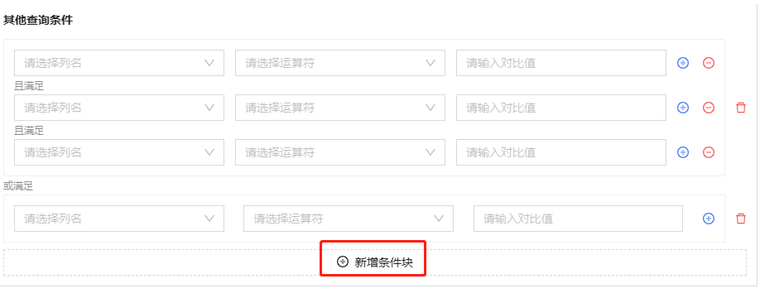 其他查询条件
请选择列名 请选择运算符 请输入对比值
且满足
请选择列名 请选择运算符 请输入对比值
且满足
请选择列名 请选择运算符 请输入对比值
或满足
请选择列名 请选择运算符 请输入对比值
新增条件块